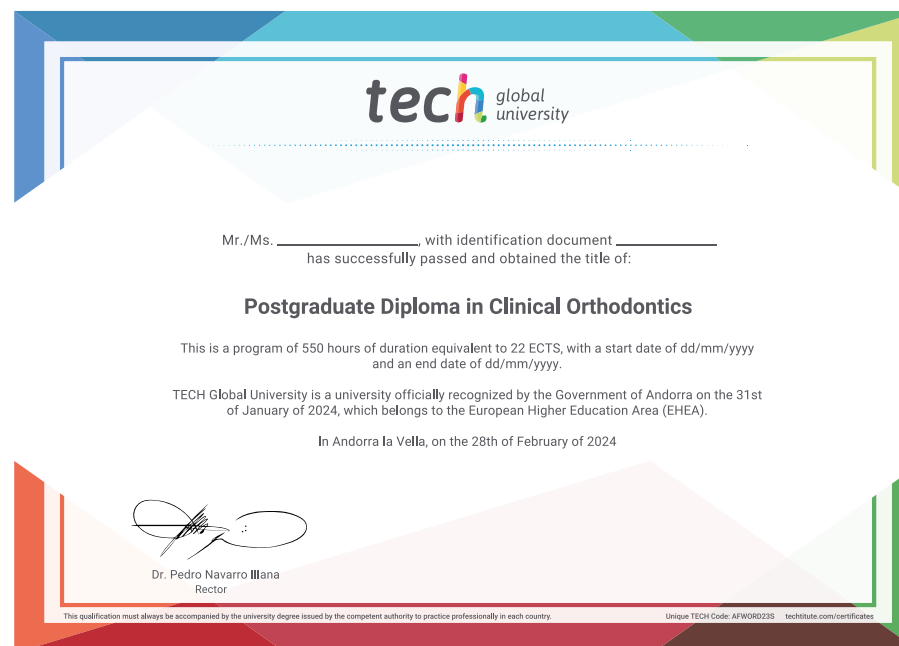 tech global university
Mr./Ms. ____________________, with identification document ______________
has successfully passed and obtained the title of:
Postgraduate Diploma in Clinical Orthodontics
This is a program of 550 hours of duration equivalent to 22 ECTS, with a start date of dd/mm/yyyy
and an end date of dd/mm/yyyy.
TECH Global University is a university officially recognized by the Government of Andorra on the 31st
of January of 2024, which belongs to the European Higher Education Area (EHEA).
In Andorra la Vella, on the 28th of February of 2024
Dr. Pedro Navarro Illana
Rector
This qualification must always be accompanied by the university degree issued by the competent authority to practice professionally in each country. Unique TECH Code: AFWORD23S techtitute.com/certificates